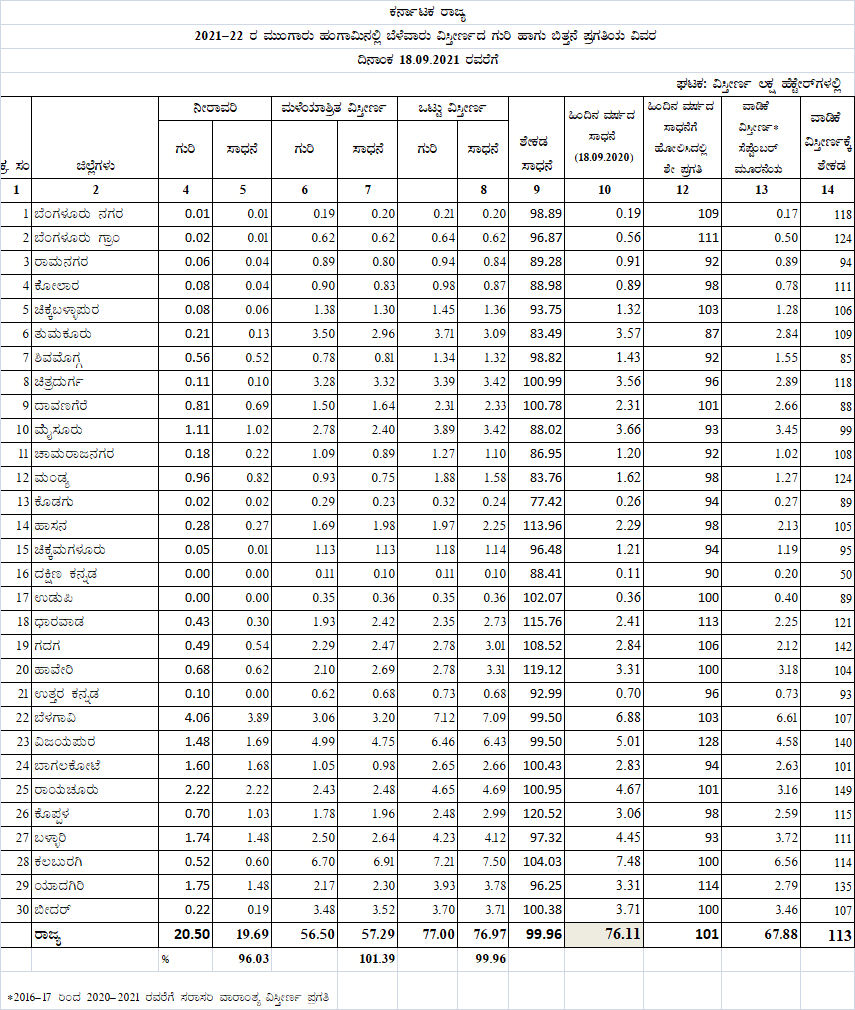 ಕರ್ನಾಟಕ ರಾಜ್ಯ
2021–22 ರ ಮುಂಗಾರು ಹಂಗಾಮಿನಲ್ಲಿ ಬೆಳೆವಾರು ವಿಸ್ತೀರ್ಣದ ಗುರಿ ಹಾಗು ಬಿತ್ತನೆ ಪ್ರಗತಿಯ ವಿವರ
ದಿನಾಂಕ 18.09.2021 ರವರೆಗೆ
ಘಟಕ: ವಿಸ್ತೀರ್ಣ ಲಕ್ಷ ಹೆಕ್ಟೇರ್‌ಗಳಲ್ಲಿ
ಕ್ರ. ಸಂ ಜಿಲ್ಲೆಗಳು ನೀರಾವರಿ ಮಳೆಯಾಶ್ರಿತ ವಿಸ್ತೀರ್ಣ ಒಟ್ಟು ವಿಸ್ತೀರ್ಣ ಶೇಕಡ ಸಾಧನೆ ಹಿಂದಿನ ವರ್ಷದ ಸಾಧನೆ (18.09.2020) ಹಿಂದಿನ ವರ್ಷದ ಸಾಧನೆಗೆ ಹೋಲಿಸಿದಲ್ಲಿ ಶೇ ಪ್ರಗತಿ ವಾಡಿಕೆ ವಿಸ್ತೀರ್ಣ* ಸೆಪ್ಟೆಂಬರ್ ಮೂರನೆಯ ವಾಡಿಕೆ ವಿಸ್ತೀರ್ಣಕ್ಕೆ ಶೇಕಡ
ಗುರಿ ಸಾಧನೆ ಗುರಿ ಸಾಧನೆ ಗುರಿ ಸಾಧನೆ
1 2 4 5 6 7 8 9 10 12 13 14
1 ಬೆಂಗಳೂರು ನಗರ 0.01 0.01 0.19 0.20 0.21 0.20 98.89 0.19 109 0.17 118
2 ಬೆಂಗಳೂರು ಗ್ರಾಂ 0.02 0.01 0.62 0.62 0.64 0.62 96.87 0.56 111 0.50 124
3 ರಾಮನಗರ 0.06 0.04 0.89 0.80 0.94 0.84 89.28 0.91 92 0.89 94
4 ಕೋಲಾರ 0.08 0.04 0.90 0.83 0.98 0.87 88.98 0.89 98 0.78 111
5 ಚಿಕ್ಕಬಳ್ಳಾಪುರ 0.08 0.06 1.38 1.30 1.45 1.36 93.75 1.32 103 1.28 106
6 ತುಮಕೂರು 0.21 0.13 3.50 2.96 3.71 3.09 83.49 3.57 87 2.84 109
7 ಶಿವಮೊಗ್ಗ 0.56 0.52 0.78 0.81 1.34 1.32 98.82 1.43 92 1.55 85
8 ಚಿತ್ರದುರ್ಗ 0.11 0.10 3.28 3.32 3.39 3.42 100.99 3.56 96 2.89 118
9 ದಾವಣಗೆರೆ 0.81 0.69 1.50 1.64 2.31 2.33 100.78 2.31 101 2.66 88
10 ಮೈಸೂರು 1.11 1.02 2.78 2.40 3.89 3.42 88.02 3.66 93 3.45 99
11 ಚಾಮರಾಜನಗರ 0.18 0.22 1.09 0.89 1.27 1.10 86.95 1.20 92 1.02 108
12 ಮಂಡ್ಯ 0.96 0.82 0.93 0.75 1.88 1.58 83.76 1.62 98 1.27 124
13 ಕೊಡಗು 0.02 0.02 0.29 0.23 0.32 0.24 77.42 0.26 94 0.27 89
14 ಹಾಸನ 0.28 0.27 1.69 1.98 1.97 2.25 113.96 2.29 98 2.13 105
15 ಚಿಕ್ಕಮಗಳೂರು 0.05 0.01 1.13 1.13 1.18 1.14 96.48 1.21 94 1.19 95
16 ದಕ್ಷಿಣ ಕನ್ನಡ 0.00 0.00 0.11 0.10 0.11 0.10 88.41 0.11 90 0.20 50
17 ಉಡುಪಿ 0.00 0.00 0.35 0.36 0.35 0.36 102.07 0.36 100 0.40 89
18 ಧಾರವಾಡ 0.43 0.30 1.93 2.42 2.35 2.73 115.76 2.41 113 2.25 121
19 ಗದಗ 0.49 0.54 2.29 2.47 2.78 3.01 108.52 2.84 106 2.12 142
20 ಹಾವೇರಿ 0.68 0.62 2.10 2.69 2.78 3.31 119.12 3.31 100 3.18 104
21 ಉತ್ತರ ಕನ್ನಡ 0.10 0.00 0.62 0.68 0.73 0.68 92.99 0.70 96 0.73 93
22 ಬೆಳಗಾವಿ 4.06 3.89 3.06 3.20 7.12 7.09 99.50 6.88 103 6.61 107
23 ವಿಜಯಪುರ 1.48 1.69 4.99 4.75 6.46 6.43 99.50 5.01 128 4.58 140
24 ಬಾಗಲಕೋಟೆ 1.60 1.68 1.05 0.98 2.65 2.66 100.43 2.83 94 2.63 101
25 ರಾಯಚೂರು 2.22 2.22 2.43 2.48 4.65 4.69 100.95 4.67 101 3.16 149
26 ಕೊಪ್ಪಳ 0.70 1.03 1.78 1.96 2.48 2.99 120.52 3.06 98 2.59 115
27 ಬಳ್ಳಾರಿ 1.74 1.48 2.50 2.64 4.23 4.12 97.32 4.45 93 3.72 111
28 ಕಲಬುರಗಿ 0.52 0.60 6.70 6.91 7.21 7.50 104.03 7.48 100 6.56 114
29 ಯಾದಗಿರಿ 1.75 1.48 2.17 2.30 3.93 3.78 96.25 3.31 114 2.79 135
30 ಬೀದರ್ 0.22 0.19 3.48 3.52 3.70 3.71 100.38 3.71 100 3.46 107
ರಾಜ್ಯ 20.50 19.69 56.50 57.29 77.00 76.97 99.96 76.11 101 67.88 113
% 96.03 101.39 99.96
*2016–17 ರಿಂದ 2020–2021 ರವರೆಗೆ ಸರಾಸರಿ ವಾರಾಂತ್ಯ ವಿಸ್ತೀರ್ಣ ಪ್ರಗತಿ